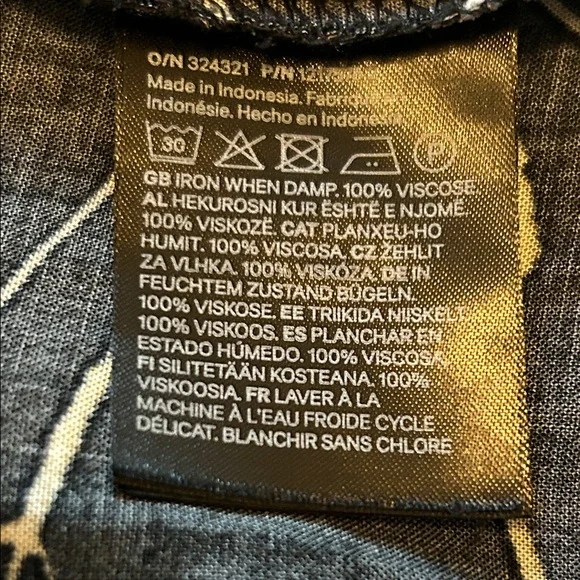 O/N 324321 P/N
Made in Indonesia.
Indonésie. Hecho en
30
P
GB IRON WHEN DAMP. 100% VISCOSE
AL HEKUROSNI KUR ËSHTË E NJOMË.
100% VISKOZË. CAT PLANXEU-HO
HUMIT. 100% VISCOSA. CZ ŽEHLIT
ZA VLHKA. 100% VISKÓZA. DE IN
FEUCHTEM ZUSTAND BÜGELN.
100% VISKOSE. EE TRIIKIDA NIISKELT.
100% VISKOOS. ES PLANCHAR EN
ESTADO HÚMEDO. 100% VISCOSA
FI SILITETÄÄN KOSTEANA. 100%
VISKOOSIA. FR LAVER À LA
MACHINE À L'EAU FROIDE CYCLE
DÉLICAT. BLANCHIR SANS CHLORE